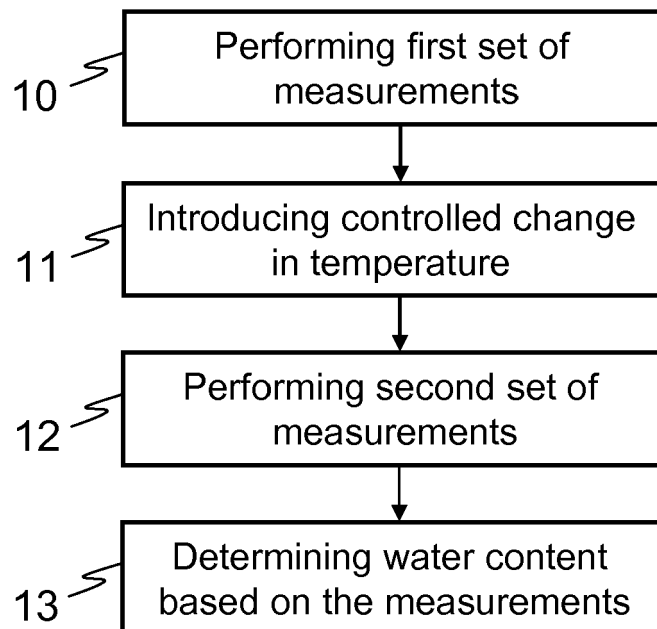 Performing first set of
measurements
10
Introducing controlled change
in temperature
11
Performing second set of
measurements
12
Determining water content
based on the measurements
13